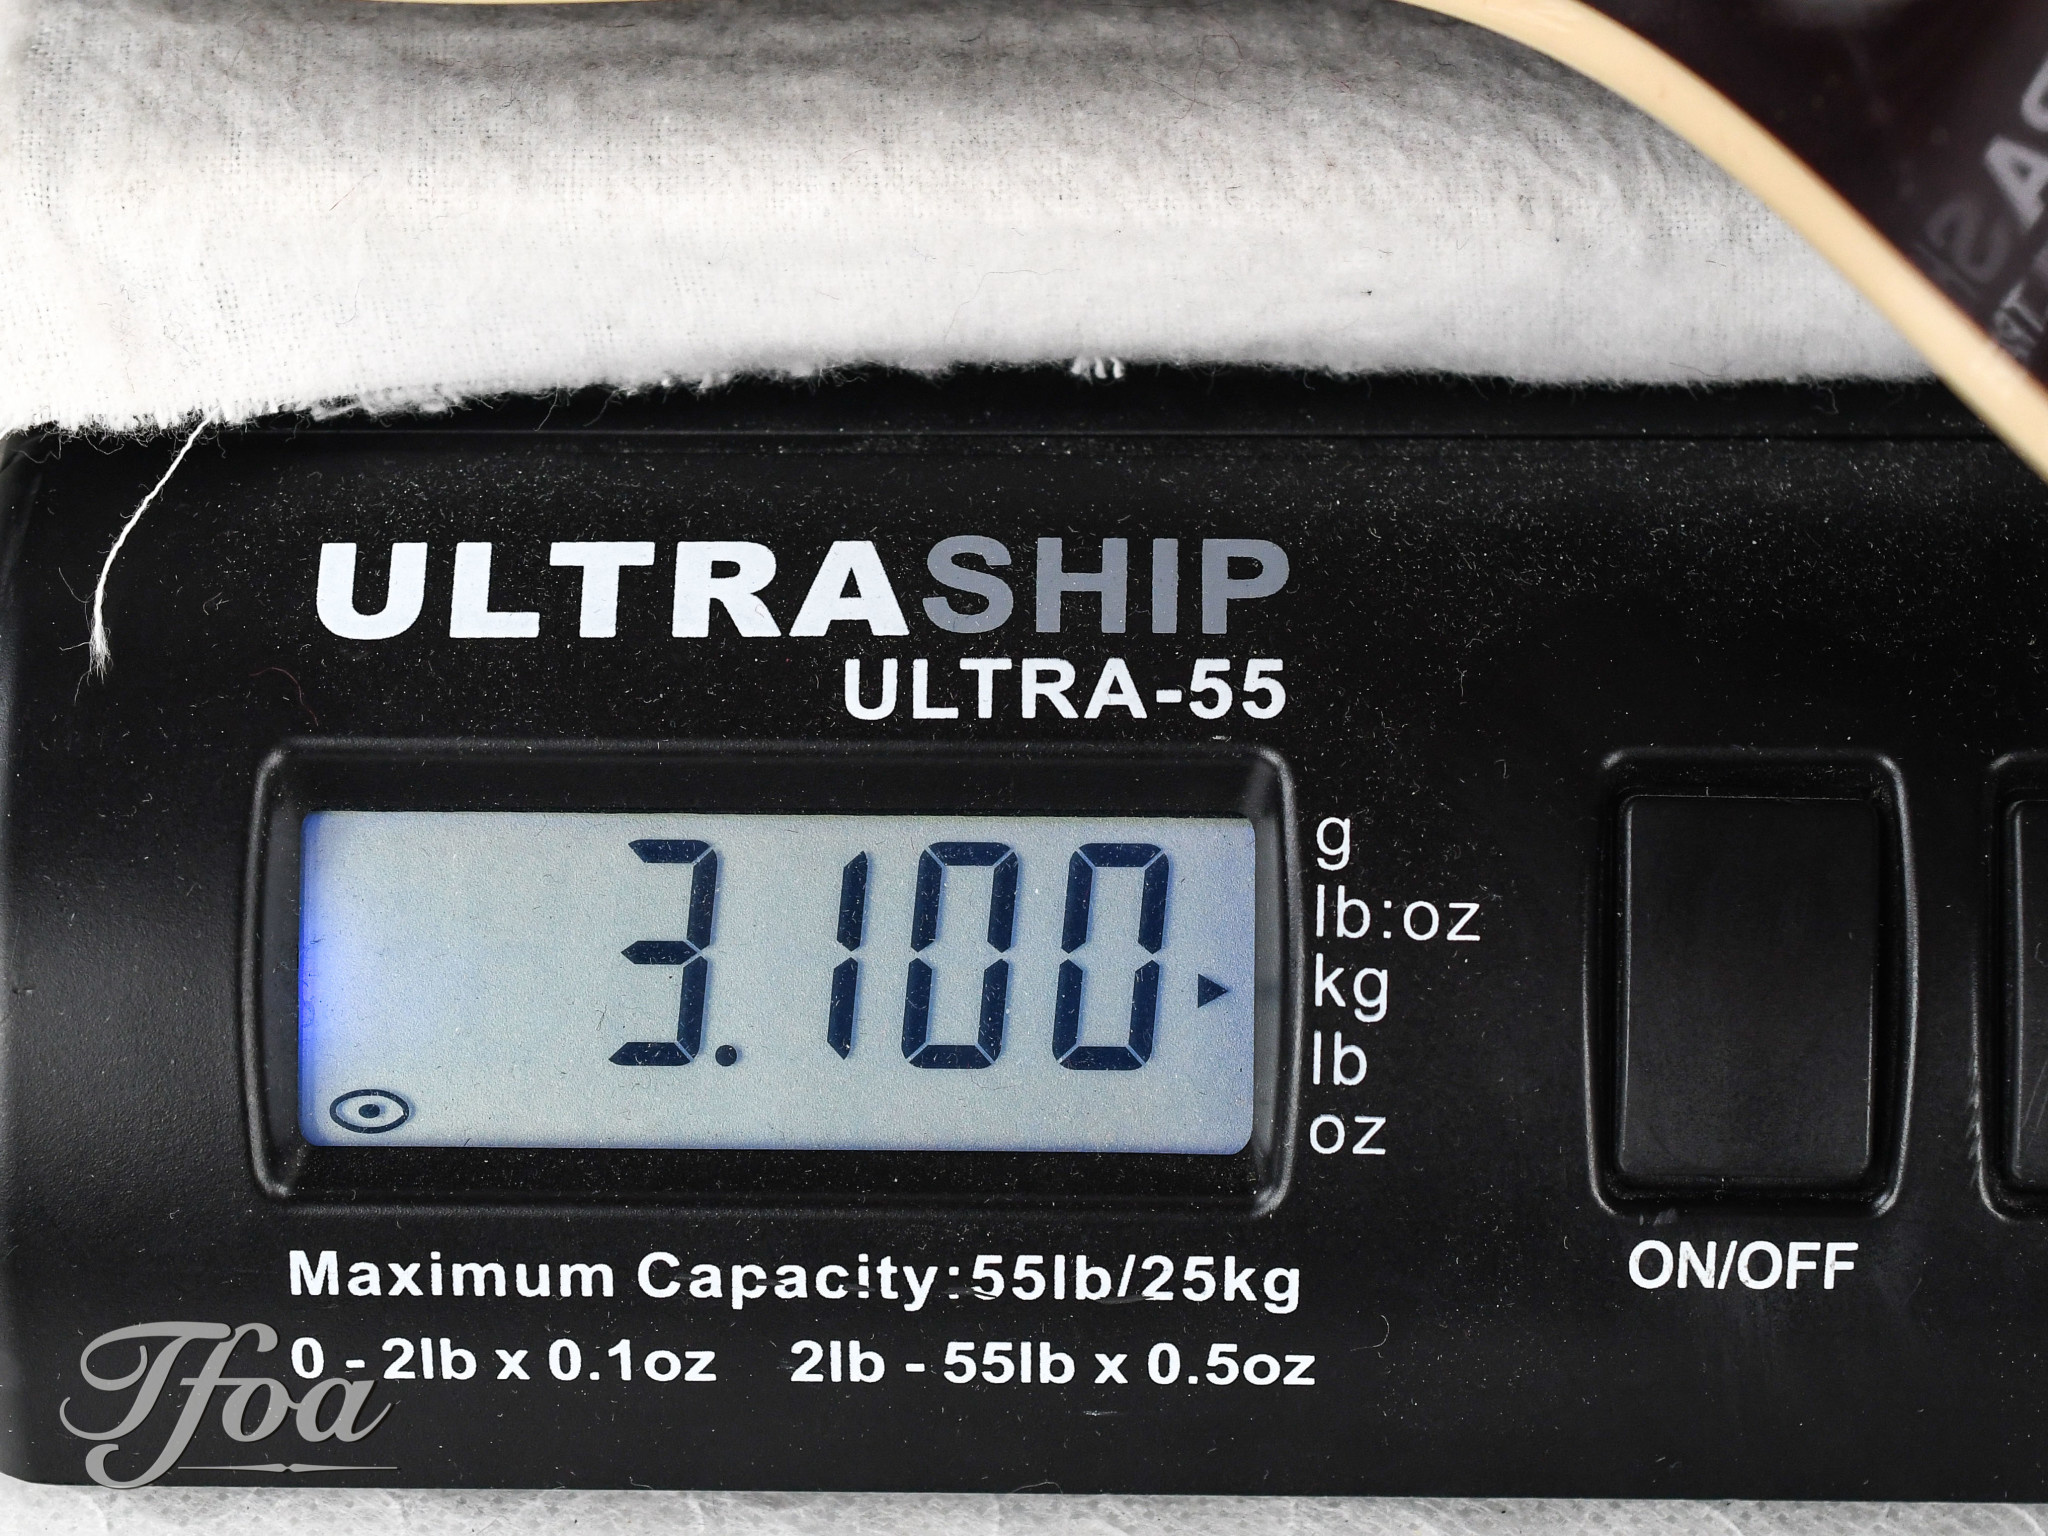 ULTRASHIP
ULTRA-55
3.100
g
lb:oz
kg
lb
oz
ON/OFF
Maximum Capacity:55lb/25kg
0 - 2lb x 0.1oz 2lb - 55lb x 0.5oz
Tfoa